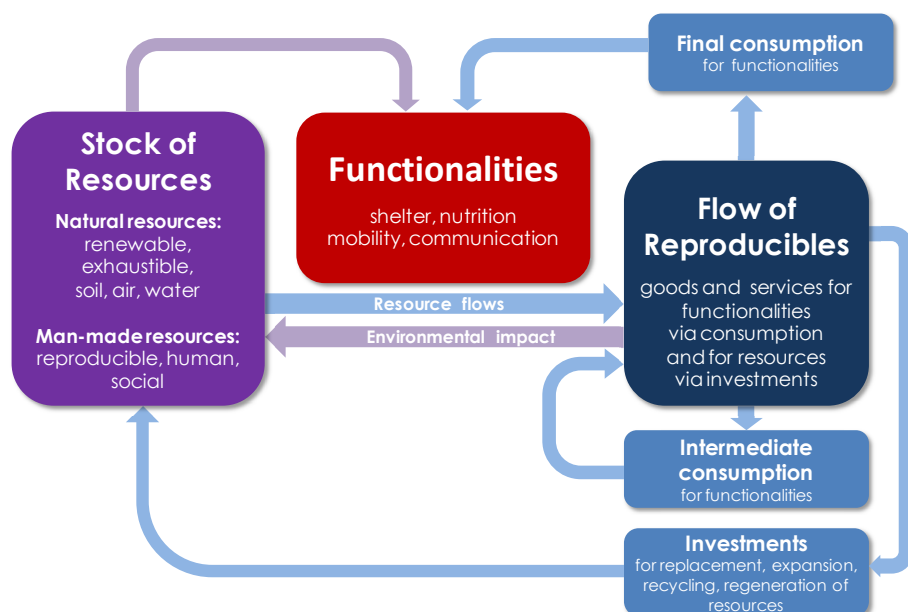 Final consumption
for functionalities
Stock of
Resources
Natural resources:
renewable,
exhaustible,
soil, air, water
Man-made resources:
reproducible, human,
social
Functionalities
shelter, nutrition
mobility, communication
Flow of
Reproducibles
goods and services for
functionalities
via consumption
and for resources
via investments
Resource flows
Environmental impact
Intermediate
consumption
for functionalities
Investments
for replacement, expansion,
recycling, regeneration of
resources